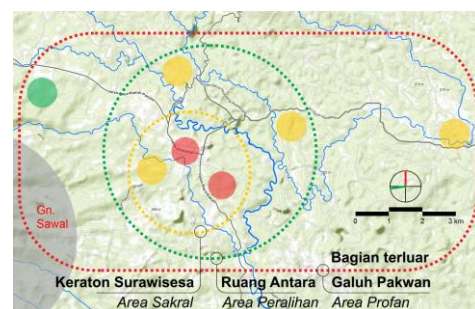 Gn.
Sawal
0 1 2 3 km
Bagian terluar
Keraton Surawisesa Ruang Antara Galuh Pakwan
Area Sakral Area Peralihan Area Profan